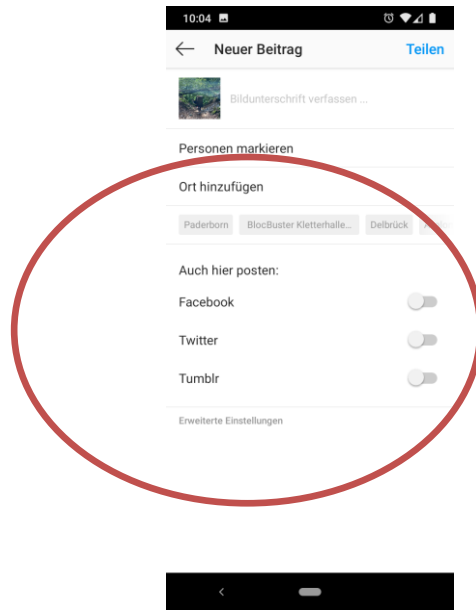 10:04
Neuer Beitrag Teilen
Bildunterschrift verfassen ...
Personen markieren
Ort hinzufügen
Paderborn BlocBuster Kletterhalle... Delbrück
Auch hier posten:
Facebook
Twitter
Tumblr
Erweiterte Einstellungen